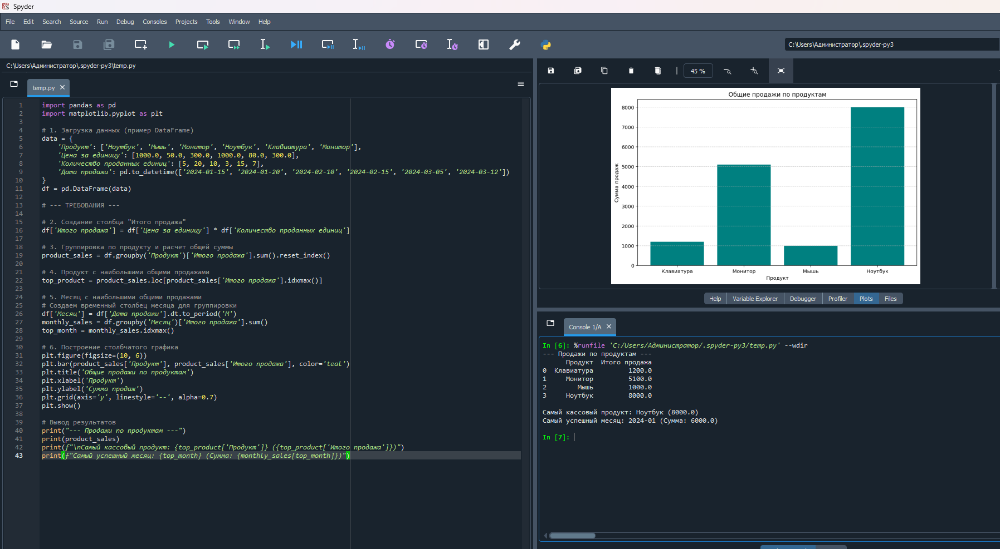 Spyder
File Edit Search Source Run Debug Consoles Projects Tools Window Help
C:\Users\Администратор\.spyder-py3
C:\Users\Администратор\.spyder-py3\temp.py
temp.py
1 import pandas as pd
2 import matplotlib.pyplot as plt
3
4 # 1. Загрузка данных (пример DataFrame)
5 data = {
6 'Продукт': ['Ноутбук', 'Мышь', 'Монитор', 'Ноутбук', 'Клавиатура', 'Монитор'],
7 'Цена за единицу': [1000.0, 50.0, 300.0, 1000.0, 80.0, 300.0],
8 'Количество проданных единиц': [5, 20, 10, 3, 15, 7],
9 'Дата продажи': pd.to_datetime(['2024-01-15', '2024-01-20', '2024-02-10', '2024-02-15', '2024-03-05', '2024-03-12'])
10 }
11 df = pd.DataFrame(data)
12
13 # --- ТРЕБОВАНИЯ ---
14
15 # 2. Создание столбца "Итого продажа"
16 df['Итого продажа'] = df['Цена за единицу'] * df['Количество проданных единиц']
17
18 # 3. Группировка по продукту и расчет общей суммы
19 product_sales = df.groupby('Продукт')['Итого продажа'].sum().reset_index()
20
21 # 4. Продукт с наибольшими общими продажами
22 top_product = product_sales.loc[product_sales['Итого продажа'].idxmax()]
23
24 # 5. Месяц с наибольшими общими продажами
25 # Создаем временный столбец месяца для группировки
26 df['Месяц'] = df['Дата продажи'].dt.to_period('M')
27 monthly_sales = df.groupby('Месяц')['Итого продажа'].sum()
28 top_month = monthly_sales.idxmax()
29
30 # 6. Построение столбчатого графика
31 plt.figure(figsize=(10, 6))
32 plt.bar(product_sales['Продукт'], product_sales['Итого продажа'], color='teal')
33 plt.title('Общие продажи по продуктам')
34 plt.xlabel('Продукт')
35 plt.ylabel('Сумма продаж')
36 plt.grid(axis='y', linestyle='--', alpha=0.7)
37 plt.show()
38
39 # Вывод результатов
40 print("--- Продажи по продуктам ---")
41 print(product_sales)
42 print(f"\nСамый кассовый продукт: {top_product['Продукт']} ({top_product['Итого продажа']})")
43 print(f"Самый успешный месяц: {top_month} (Сумма: {monthly_sales[top_month]})")
45 %
Общие продажи по продуктам
8000
7000
6000
5000
4000
3000
2000
1000
0
Сумма продаж
Клавиатура Монитор Мышь Ноутбук
Продукт
Help Variable Explorer Debugger Profiler Plots Files
Console 1/A
In [6]: %runfile 'C:/Users/Администратор/.spyder-py3/temp.py' --wdir
--- Продажи по продуктам ---
Продукт Итого продажа
0 Клавиатура 1200.0
1 Монитор 5100.0
2 Мышь 1000.0
3 Ноутбук 8000.0
Самый кассовый продукт: Ноутбук (8000.0)
Самый успешный месяц: 2024-01 (Сумма: 6000.0)
In [7]: